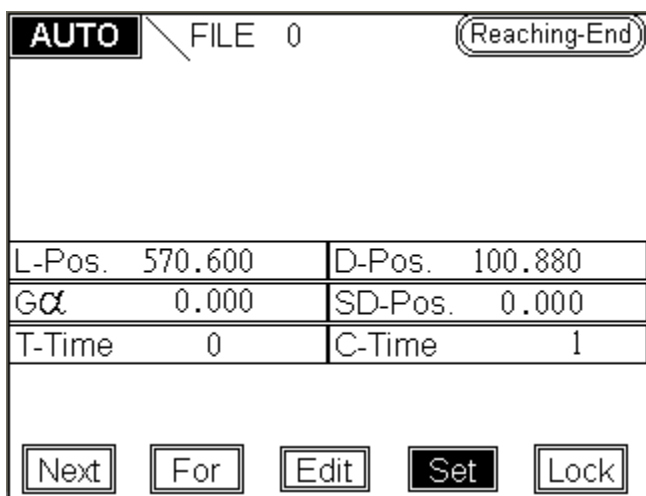 AUTO FILE 0 Reaching-End
L-Pos. 570.600 D-Pos. 100.880
Gα 0.000 SD-Pos. 0.000
T-Time 0 C-Time 1
Next For Edit Set Lock